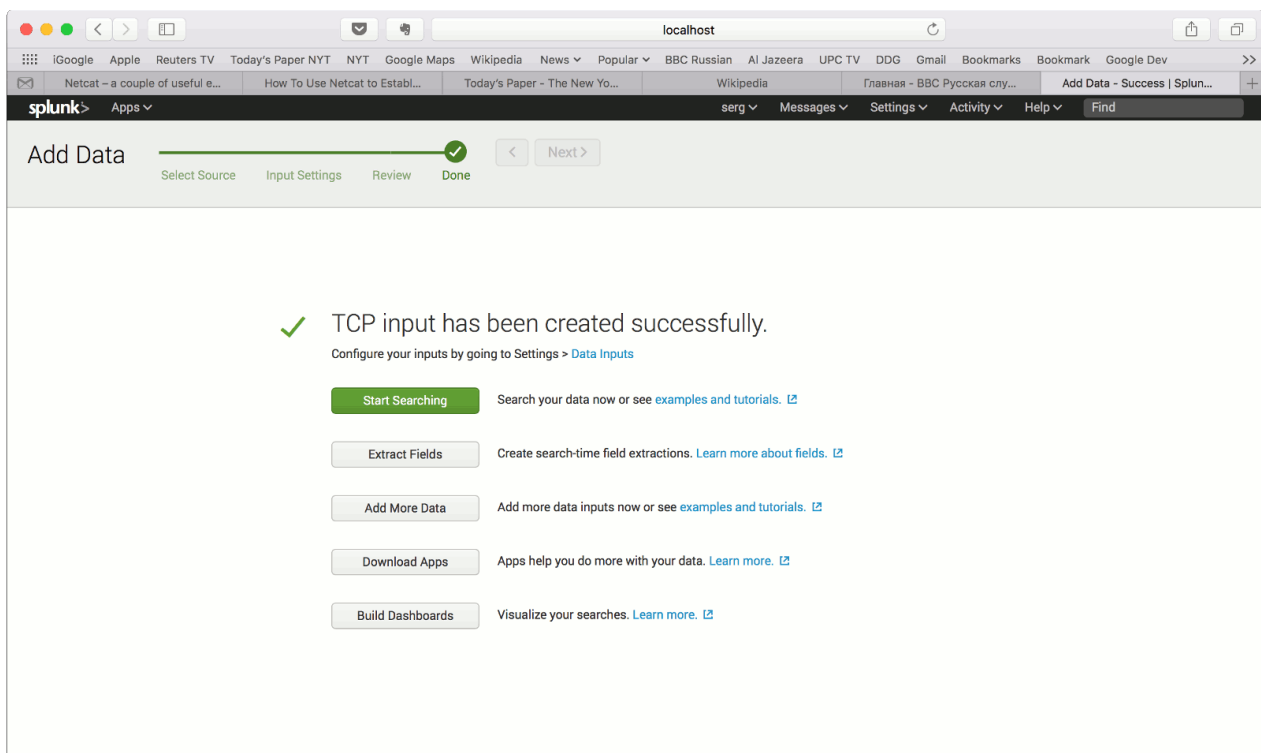 localhost
iGoogle Apple Reuters TV Today's Paper NYT NYT Google Maps Wikipedia News Popular BBC Russian Al Jazeera UPC TV DDG Gmail Bookmarks Bookmark Google Dev >>
Netcat – a couple of useful e... How To Use Netcat to Establ... Today's Paper - The New Yo... Wikipedia Главная - BBC Русская слу... Add Data - Success | Splun... +
splunk> Apps serg Messages Settings Activity Help Find
Add Data < Next >
Select Source Input Settings Review Done
TCP input has been created successfully.
Configure your inputs by going to Settings > Data Inputs
Start Searching Search your data now or see examples and tutorials.
Extract Fields Create search-time field extractions. Learn more about fields.
Add More Data Add more data inputs now or see examples and tutorials.
Download Apps Apps help you do more with your data. Learn more.
Build Dashboards Visualize your searches. Learn more.